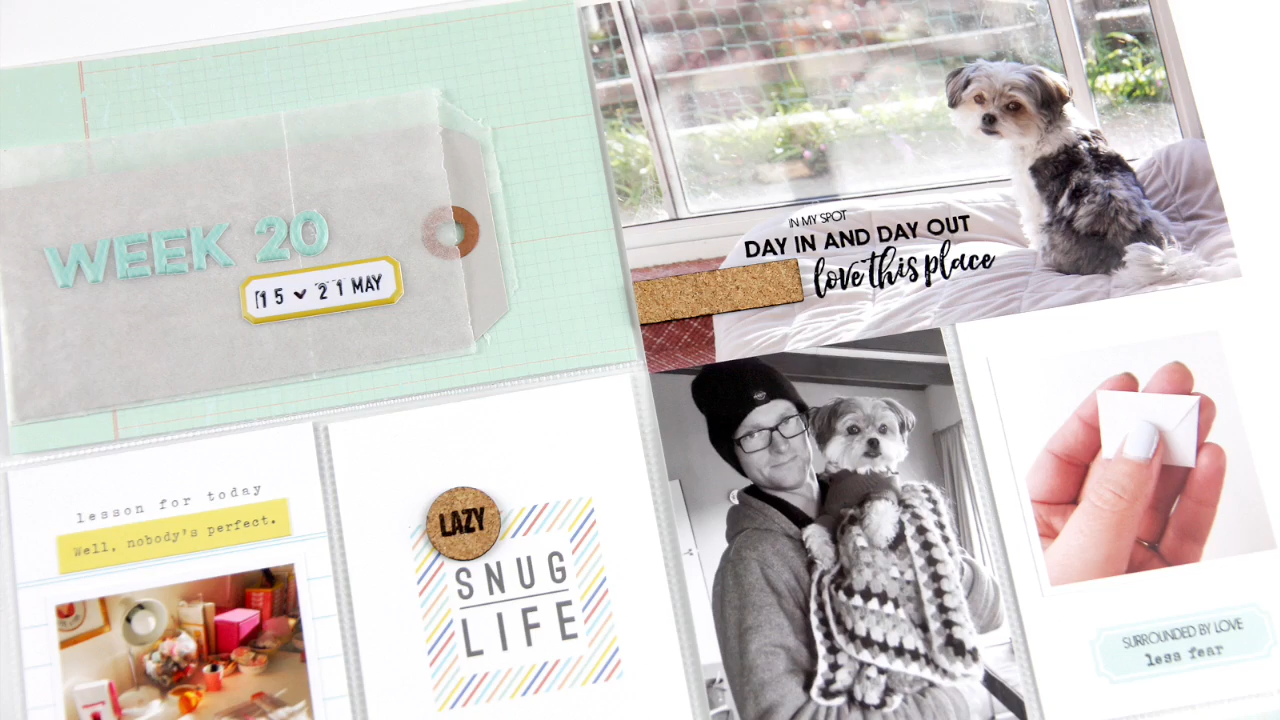 WEEK 20
15 ♥ 21 MAY
IN MY SPOT
DAY IN AND DAY OUT
love this place
lesson for today
Well, nobody's perfect.
LAZY
SNUG
LIFE
SURROUNDED BY LOVE
less fear